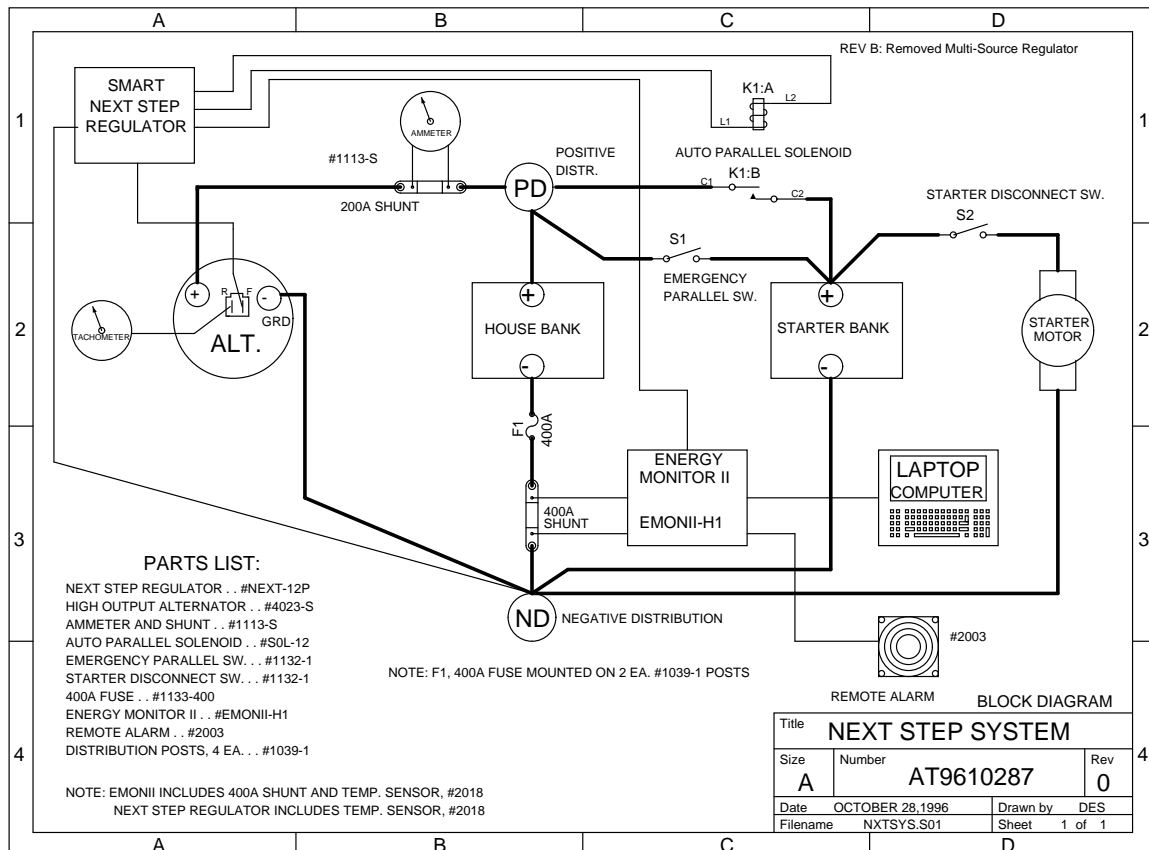 A B C D
REV B: Removed Multi-Source Regulator
SMART
NEXT STEP
REGULATOR
K1:A
L2
L1
1
1
AMMETER
#1113-S
200A SHUNT
PD
POSITIVE
DISTR.
AUTO PARALLEL SOLENOID
C1
K1:B
C2
STARTER DISCONNECT SW.
S2
S1
EMERGENCY
PARALLEL SW.
+
R F
-
GRD
ALT.
TACHOMETER
2
2
+
HOUSE BANK
-
+
STARTER BANK
-
STARTER
MOTOR
F1
400A
ENERGY
MONITOR II
EMONII-H1
400A
SHUNT
LAPTOP
COMPUTER
3
3
ND
NEGATIVE DISTRIBUTION
#2003
REMOTE ALARM
NOTE: F1, 400A FUSE MOUNTED ON 2 EA. #1039-1 POSTS
PARTS LIST:
NEXT STEP REGULATOR . . #NEXT-12P
HIGH OUTPUT ALTERNATOR . . #4023-S
AMMETER AND SHUNT . . #1113-S
AUTO PARALLEL SOLENOID . . #S0L-12
EMERGENCY PARALLEL SW. . . #1132-1
STARTER DISCONNECT SW. . . #1132-1
400A FUSE . . #1133-400
ENERGY MONITOR II . . #EMONII-H1
REMOTE ALARM . . #2003
DISTRIBUTION POSTS, 4 EA. . . #1039-1
NOTE: EMONII INCLUDES 400A SHUNT AND TEMP. SENSOR, #2018
NEXT STEP REGULATOR INCLUDES TEMP. SENSOR, #2018
4
4
BLOCK DIAGRAM
Title NEXT STEP SYSTEM
Size A
Number AT9610287
Rev 0
Date OCTOBER 28,1996
Drawn by DES
Filename NXTSYS.S01
Sheet 1 of 1
A B C D